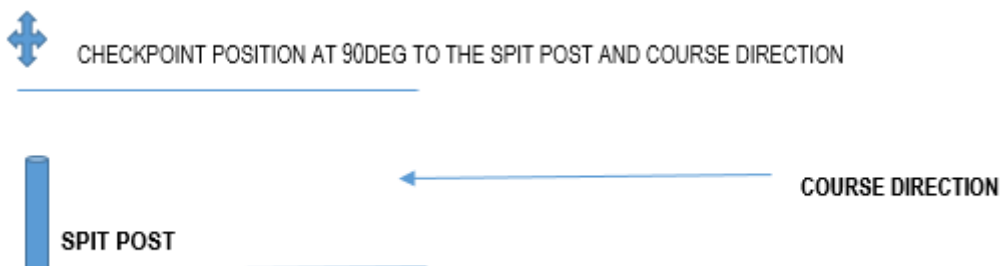 CHECKPOINT POSITION AT 90DEG TO THE SPIT POST AND COURSE DIRECTION
COURSE DIRECTION
SPIT POST